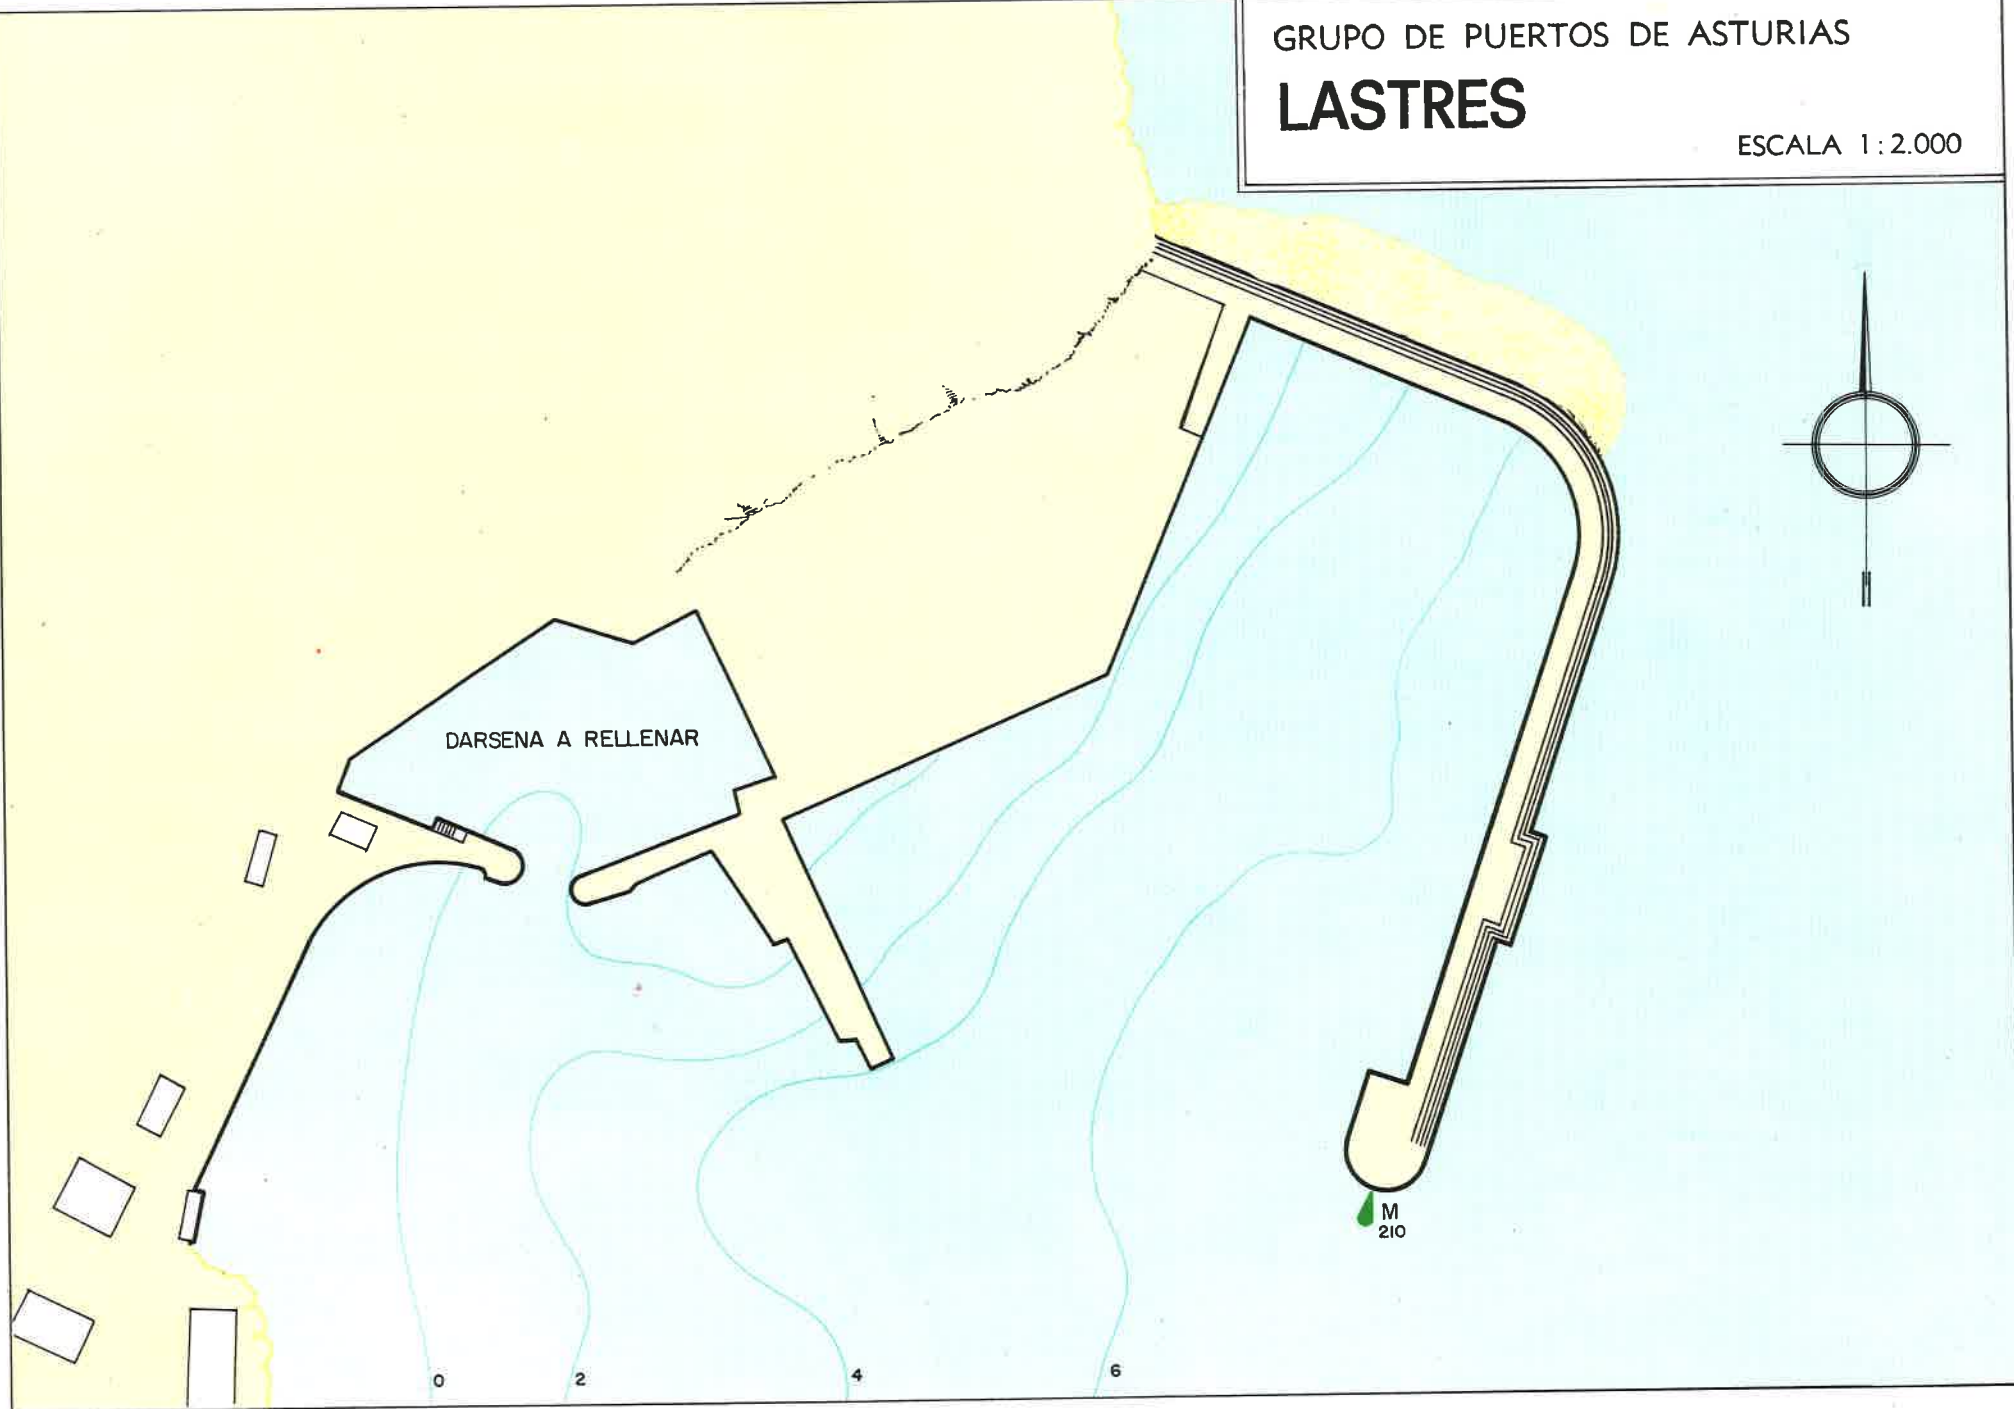 GRUPO DE PUERTOS DE ASTURIAS
LASTRES
ESCALA 1:2.000
DARSENA A RELLENAR
M
210
0 2 4 6